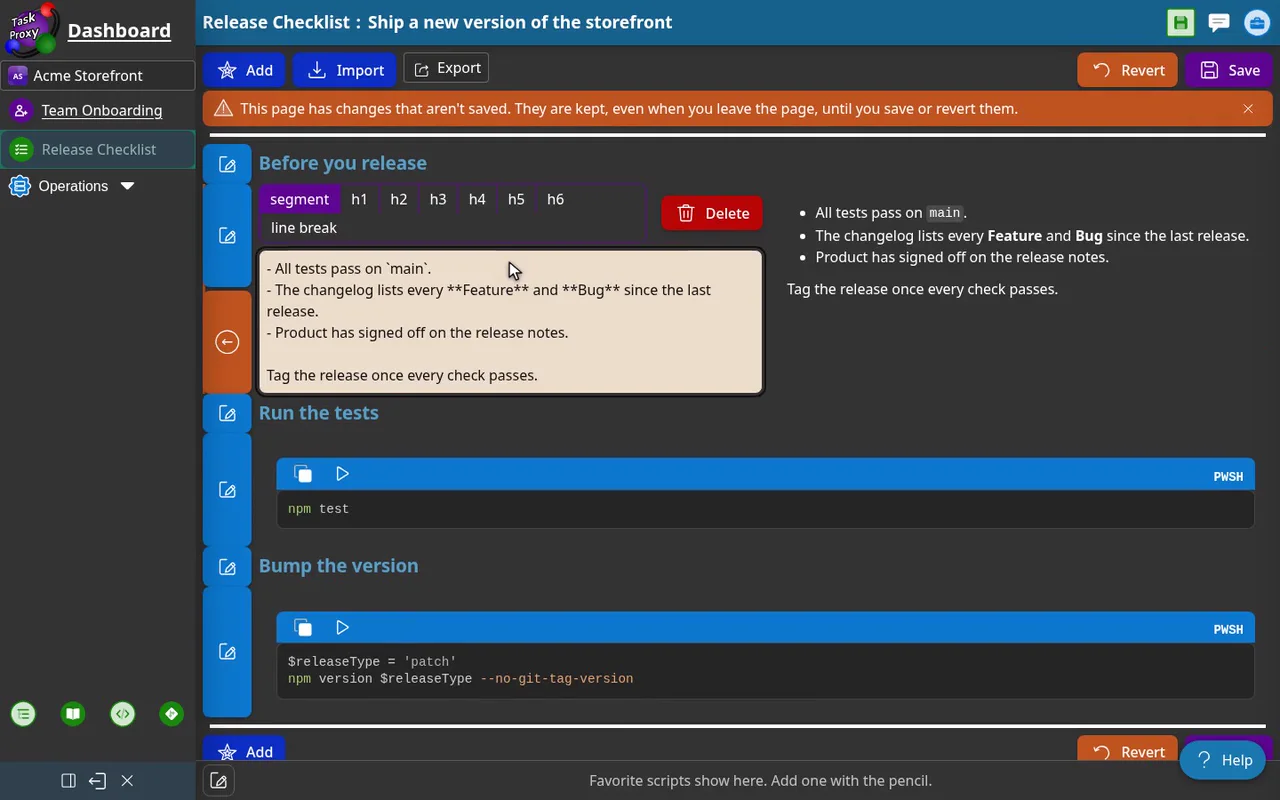 Task
Proxy
Dashboard
AS Acme Storefront
Team Onboarding
Release Checklist
Operations
Release Checklist : Ship a new version of the storefront
Add
Import
Export
Revert
Save
This page has changes that aren't saved. They are kept, even when you leave the page, until you save or revert them.
Before you release
segment h1 h2 h3 h4 h5 h6
line break
Delete
- All tests pass on `main`.
- The changelog lists every **Feature** and **Bug** since the last
release.
- Product has signed off on the release notes.
Tag the release once every check passes.
• All tests pass on main.
• The changelog lists every Feature and Bug since the last release.
• Product has signed off on the release notes.
Tag the release once every check passes.
Run the tests
PWSH
npm test
Bump the version
PWSH
$releaseType = 'patch'
npm version $releaseType --no-git-tag-version
Add
Revert
Help
Favorite scripts show here. Add one with the pencil.